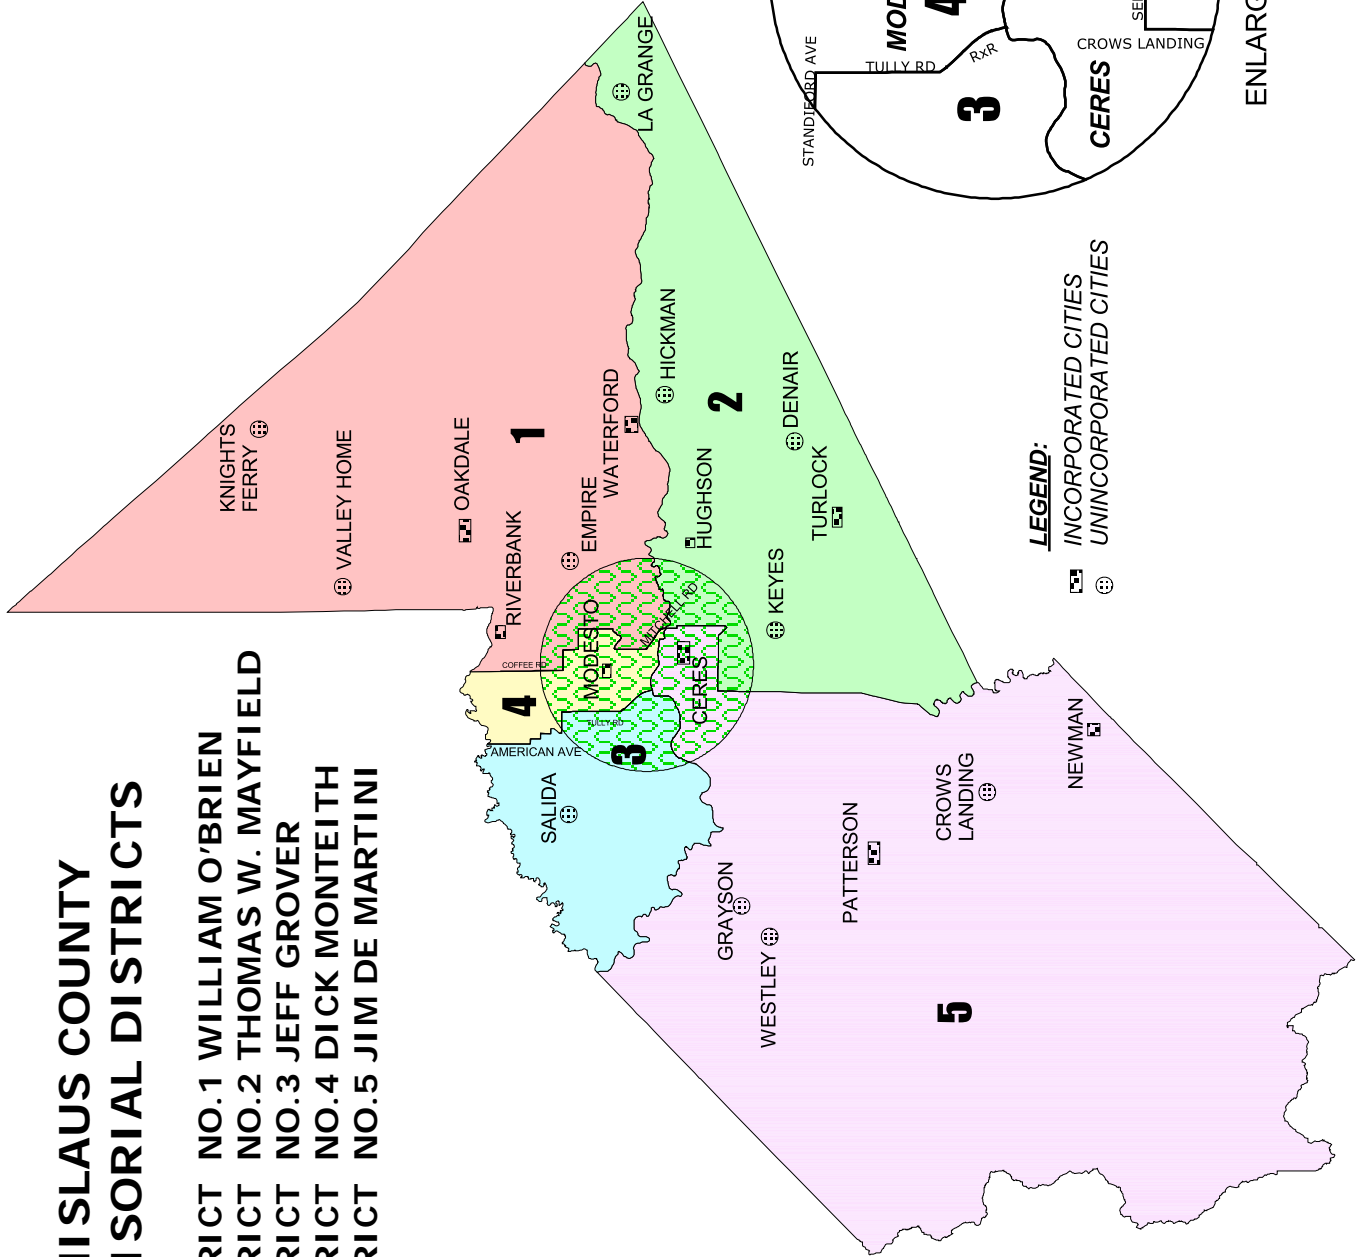 ISLAUS COUNTY
SORIAL DISTRICTS
RICT NO.1 WILLIAM O'BRIEN
RICT NO.2 THOMAS W. MAYFIELD
RICT NO.3 JEFF GROVER
RICT NO.4 DICK MONTEITH
RICT NO.5 JIM DE MARTINI
KNIGHTS
FERRY
VALLEY HOME
OAKDALE
1
RIVERBANK
EMPIRE
WATERFORD
LA GRANGE
HICKMAN
2
HUGHSON
DENAIR
TURLOCK
KEYES
COFFEE RD
MODESTO
MITCHELL RD
4
TULLY RD
AMERICAN AVE
3
CERES
SALIDA
GRAYSON
WESTLEY
PATTERSON
CROWS
LANDING
NEWMAN
5
STANDIFORD AVE
TULLY RD
MOD
4
RxR
3
CROWS LANDING
CERES
SE
ENLARG
LEGEND:
INCORPORATED CITIES
UNINCORPORATED CITIES